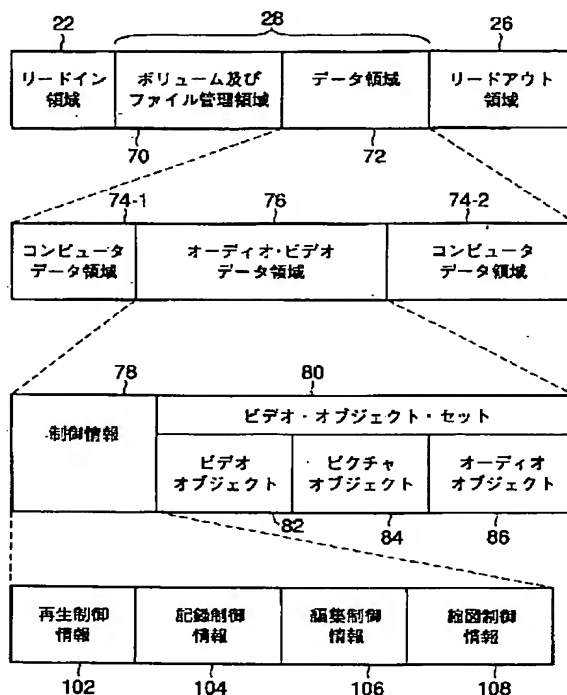 22
28
26
リードイン
領域
ボリューム及び
ファイル管理領域
データ領域
リードアウト
領域
70
72
74-1
76
74-2
コンピュータ
データ領域
オーディオ・ビデオ
データ領域
コンピュータ
データ領域
78
80
制御情報
ビデオ・オブジェクト・セット
ビデオ
オブジェクト
ピクチャ
オブジェクト
オーディオ
オブジェクト
82
84
86
再生制御
情報
記録制御
情報
編集制御
情報
縮図制御
情報
102
104
106
108